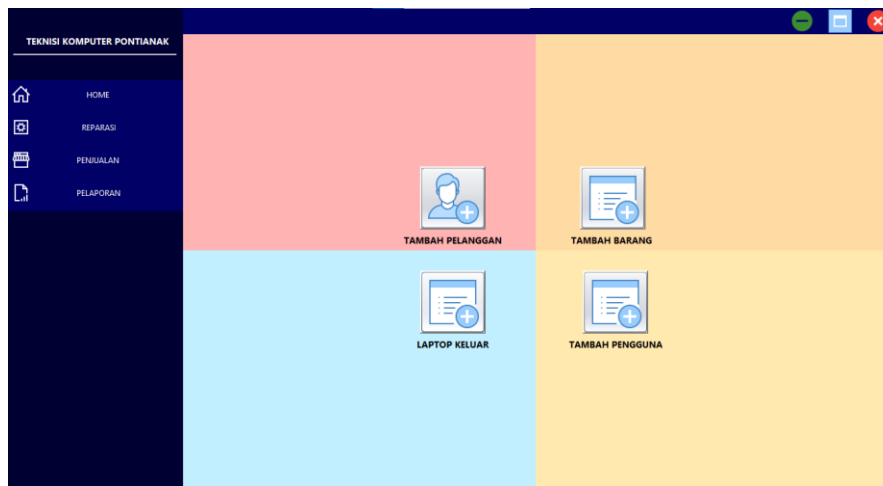 TEKNISI KOMPUTER PONTIANAK
HOME
REPARASI
PENJUALAN
PELAPORAN
TAMBAH PELANGGAN
TAMBAH BARANG
LAPTOP KELUAR
TAMBAH PENGGUNA